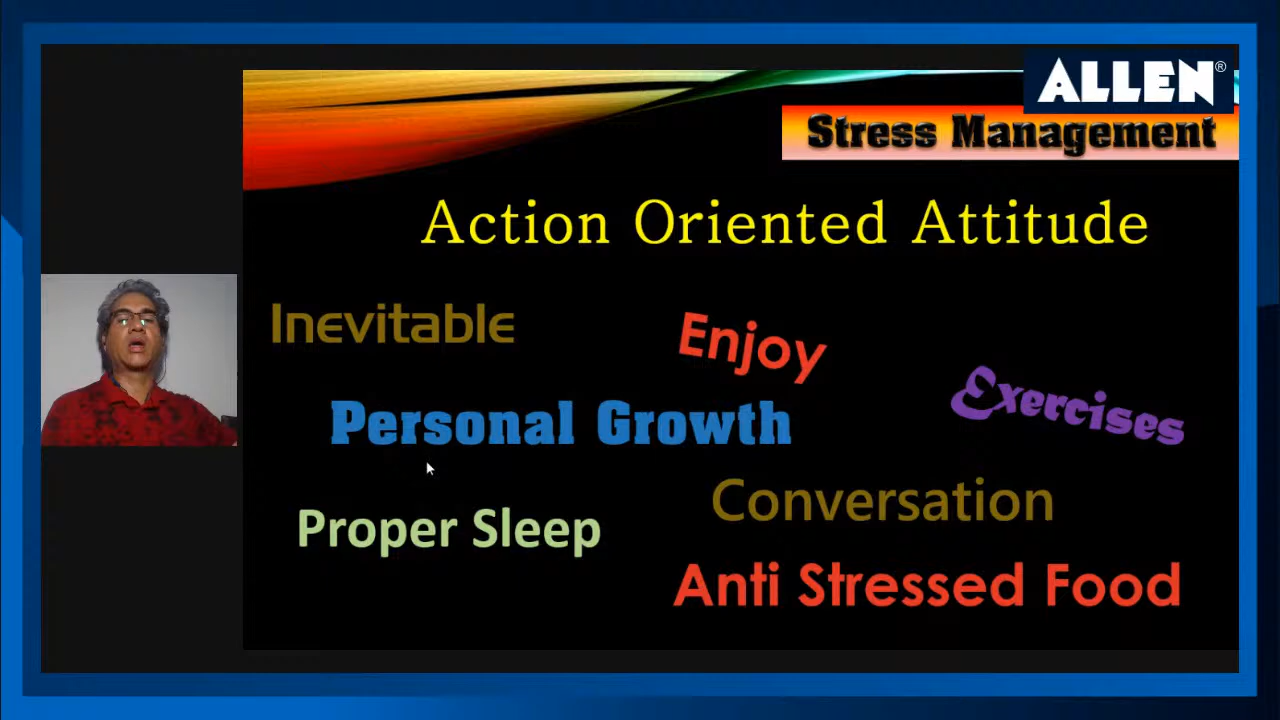 ALLEN®
Stress Management
Action Oriented Attitude
Inevitable
Enjoy
Exercises
Personal Growth
Conversation
Proper Sleep
Anti Stressed Food